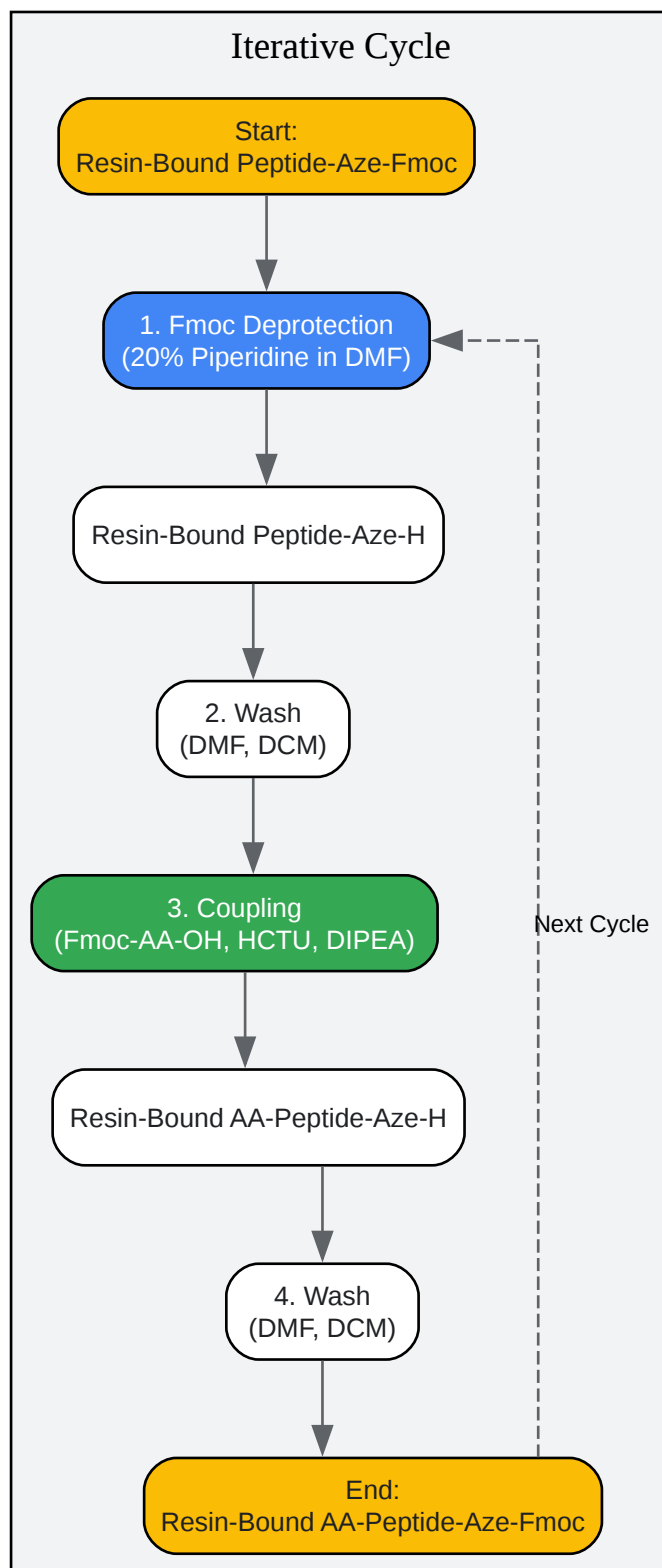 Iterative Cycle
Start:
Resin-Bound Peptide-Aze-Fmoc
1. Fmoc Deprotection
(20% Piperidine in DMF)
Resin-Bound Peptide-Aze-H
2. Wash
(DMF, DCM)
3. Coupling
(Fmoc-AA-OH, HCTU, DIPEA)
Next Cycle
Resin-Bound AA-Peptide-Aze-H
4. Wash
(DMF, DCM)
End:
Resin-Bound AA-Peptide-Aze-Fmoc